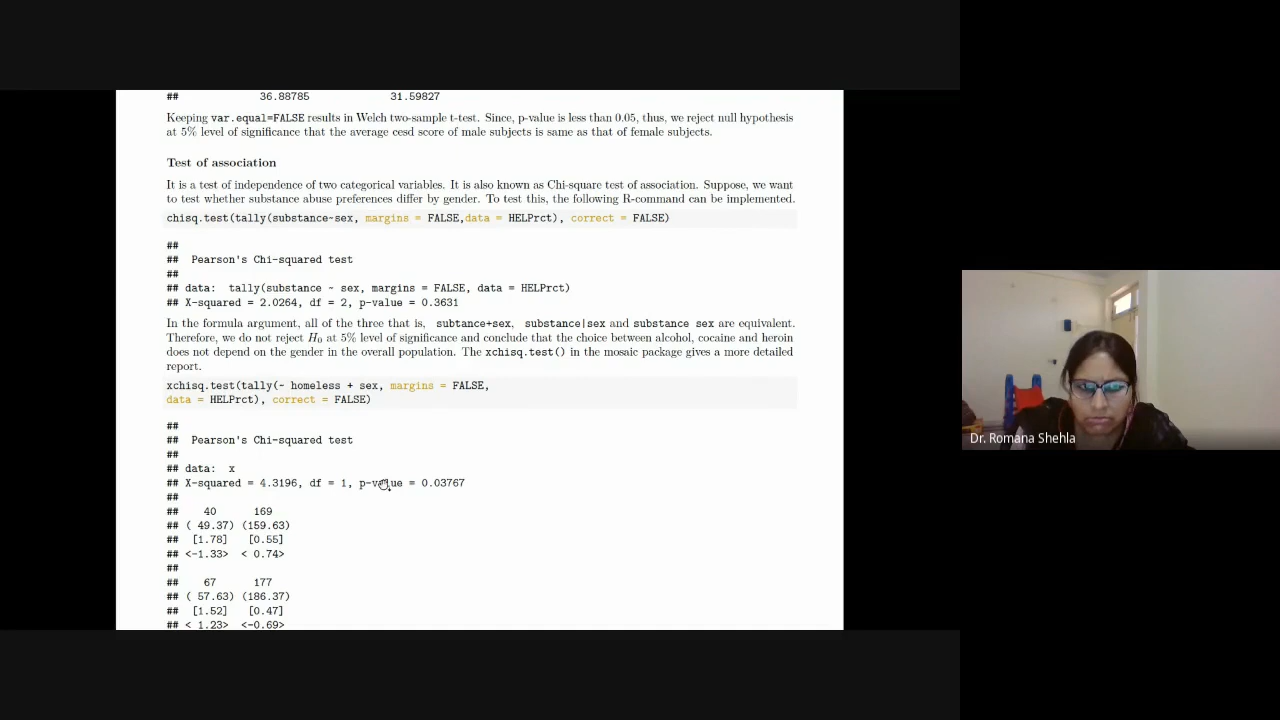 ## 36.88785 31.59827
Keeping var.equal=FALSE results in Welch two-sample t-test. Since, p-value is less than 0.05, thus, we reject null hypothesis
at 5% level of significance that the average cesd score of male subjects is same as that of female subjects.
Test of association
It is a test of independence of two categorical variables. It is also known as Chi-square test of association. Suppose, we want
to test whether substance abuse preferences differ by gender. To test this, the following R-command can be implemented.
chisq.test(tally(substance~sex, margins = FALSE,data = HELPrct), correct = FALSE)
##
## Pearson's Chi-squared test
##
## data: tally(substance ~ sex, margins = FALSE, data = HELPrct)
## X-squared = 2.0264, df = 2, p-value = 0.3631
In the formula argument, all of the three that is, subtance+sex, substance|sex and substance sex are equivalent.
Therefore, we do not reject H0 at 5% level of significance and conclude that the choice between alcohol, cocaine and heroin
does not depend on the gender in the overall population. The xchisq.test() in the mosaic package gives a more detailed
report.
xchisq.test(tally(~ homeless + sex, margins = FALSE,
data = HELPrct), correct = FALSE)
##
## Pearson's Chi-squared test
##
## data: x
## X-squared = 4.3196, df = 1, p-value = 0.03767
##
## 40 169
## ( 49.37) (159.63)
## [1.78] [0.55]
## <-1.33> < 0.74>
##
## 67 177
## ( 57.63) (186.37)
## [1.52] [0.47]
## < 1.23> <-0.69>
Dr. Romana Shehla